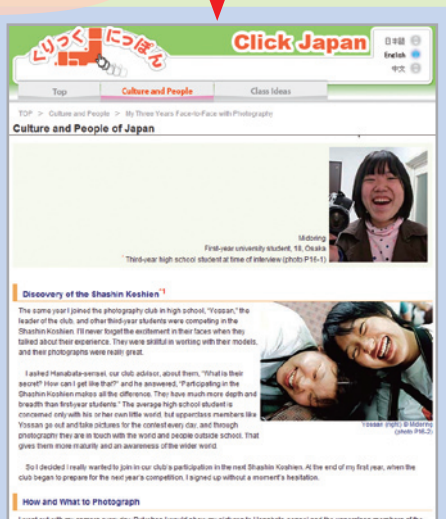 くりっくにっぽん
Click Japan
日本語
English
中文
Top
Culture and People
Class Ideas
TOP > Culture and People > My Three Years Face-to-Face with Photography
Culture and People of Japan
Midoring
First-year university student, 18, Osaka
*Third-year high school student at time of interview (photo P16-1)
Discovery of the Shashin Koshien*1
The same year I joined the photography club in high school, "Yossan," the
leader of the club, and other third-year students were competing in the
Shashin Koshien. I'll never forget the excitement in their faces when they
talked about their experience. They were skillful in working with their models,
and their photographs were really great.
I asked Hanabata-sensei, our club advisor, about them, "What is their
secret? How can I get like that?" and he answered, "Participating in the
Shashin Koshien makes all the difference. They have much more depth and
breadth than first-year students." The average high school student is
concerned only with his or her own little world, but upperclass members like
Yossan go out and take pictures for the contest every day, and through
photography they are in touch with the world and people outside school. That
gives them more maturity and an awareness of the wider world.
Yossan (right) © Midoring
(photo P16-2)
So I decided I really wanted to join in our club's participation in the next Shashin Koshien. At the end of my first year, when the
club began to prepare for the next year's competition, I signed up without a moment's hesitation.
How and What to Photograph